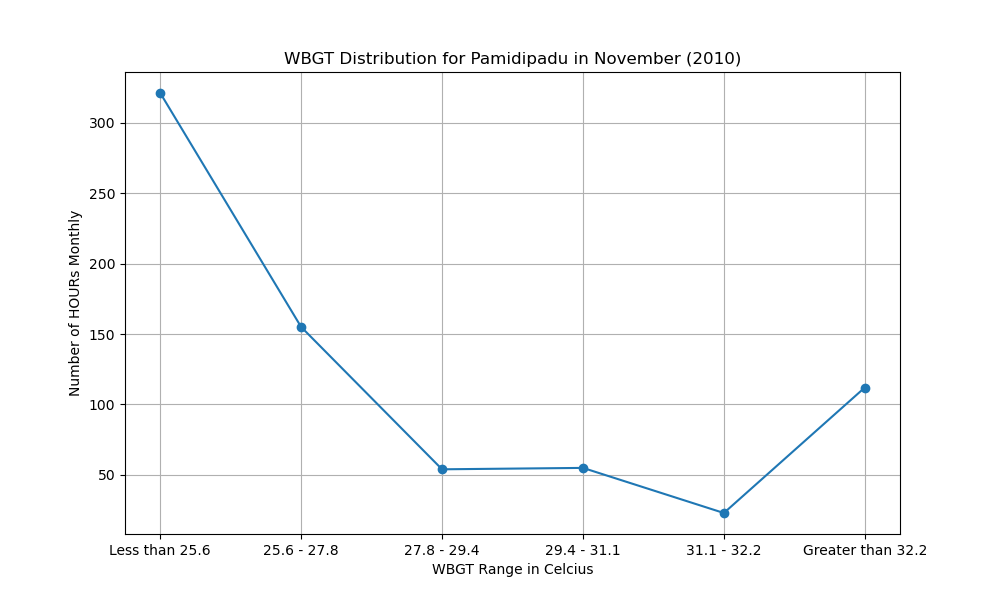 WBGT Distribution for Pamidipadu in November (2010)
Number of HOURs Monthly
300
250
200
150
100
50
Less than 25.6
25.6 - 27.8
27.8 - 29.4
29.4 - 31.1
31.1 - 32.2
Greater than 32.2
WBGT Range in Celcius